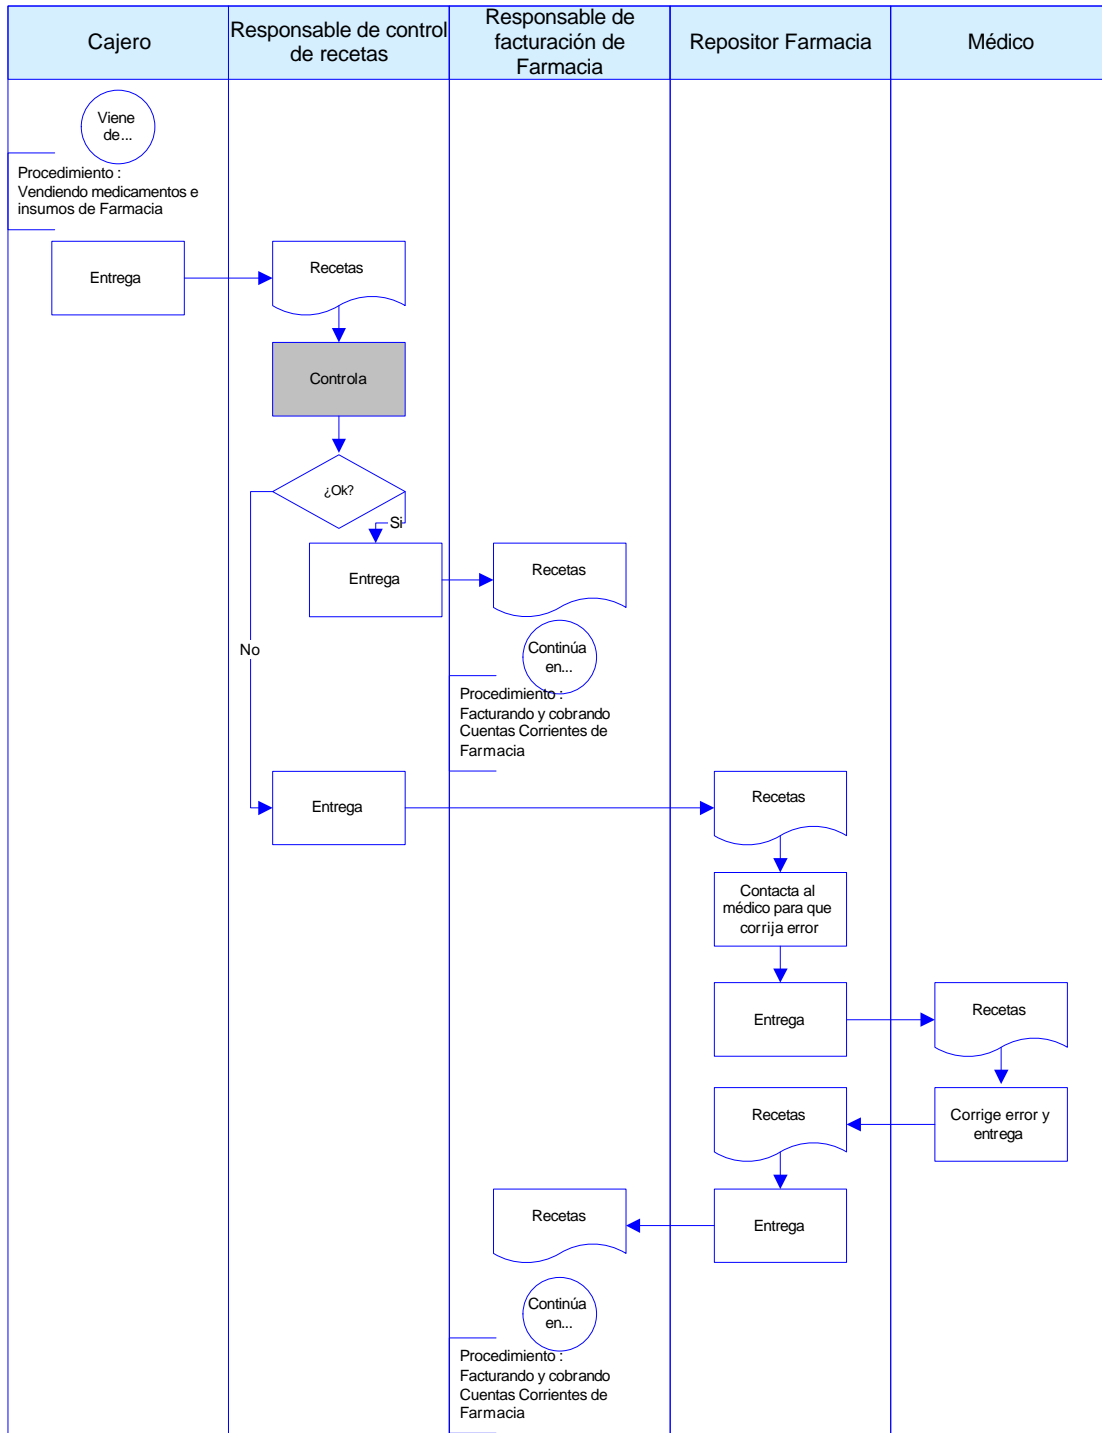 Cajero
Responsable de control
de recetas
Responsable de
facturación de
Farmacia
Repositor Farmacia
Médico
Viene
de...
Procedimiento :
Vendiendo medicamentos e
insumos de Farmacia
Entrega
Recetas
Controla
¿Ok?
Si
Entrega
Recetas
No
Continúa
en...
Procedimiento :
Facturando y cobrando
Cuentas Corrientes de
Farmacia
Entrega
Recetas
Contacta al
médico para que
corrija error
Entrega
Recetas
Recetas
Corrige error y
entrega
Recetas
Entrega
Continúa
en...
Procedimiento :
Facturando y cobrando
Cuentas Corrientes de
Farmacia